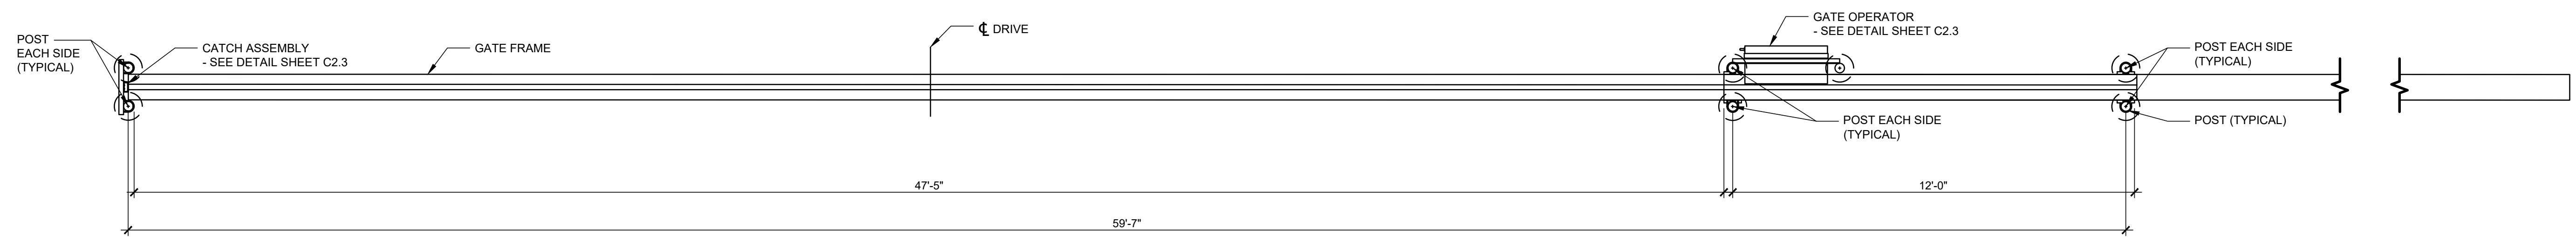 POST
EACH SIDE
(TYPICAL)
CATCH ASSEMBLY
- SEE DETAIL SHEET C2.3
GATE FRAME
℄ DRIVE
GATE OPERATOR
- SEE DETAIL SHEET C2.3
POST EACH SIDE
(TYPICAL)
POST EACH SIDE
(TYPICAL)
POST (TYPICAL)
47'-5"
12'-0"
59'-7"